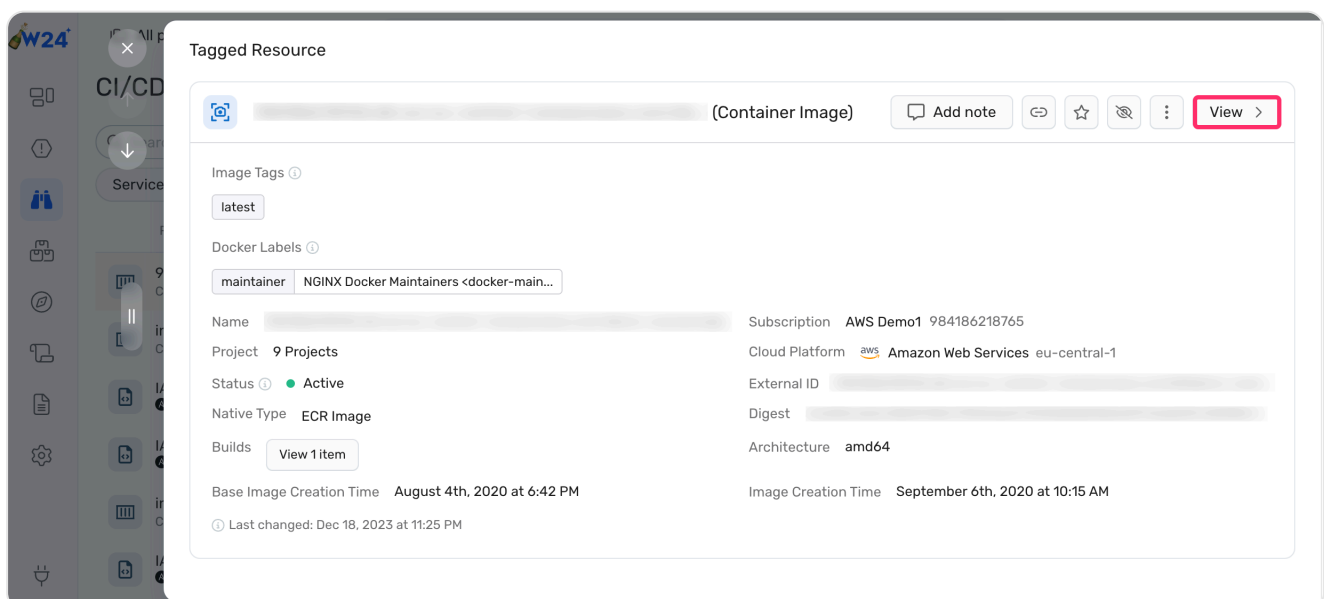 W24
All p
Tagged Resource
CI/CD
(Container Image)
Add note
View
Service
Image Tags
latest
Docker Labels
maintainer
NGINX Docker Maintainers <docker-main...
Name
Subscription AWS Demo1 984186218765
Project 9 Projects
Cloud Platform aws Amazon Web Services eu-central-1
Status Active
External ID
Native Type ECR Image
Digest
Builds View 1 item
Architecture amd64
Base Image Creation Time August 4th, 2020 at 6:42 PM
Image Creation Time September 6th, 2020 at 10:15 AM
Last changed: Dec 18, 2023 at 11:25 PM